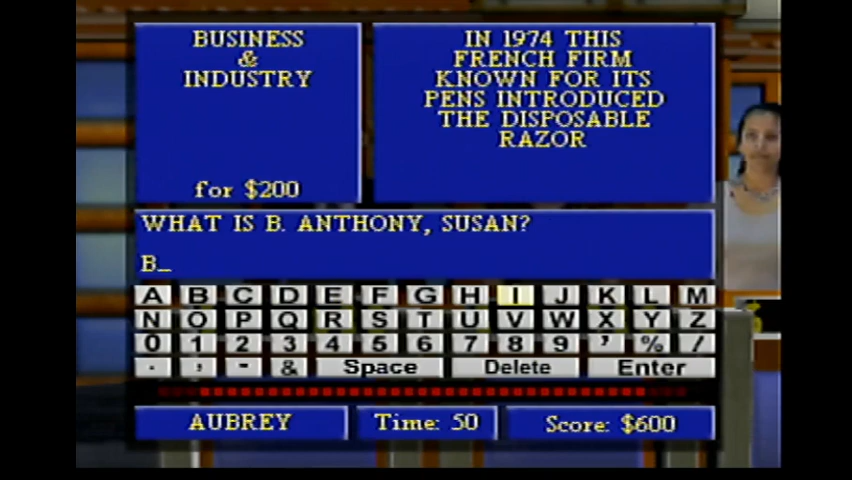 BUSINESS
&
INDUSTRY
for $200
IN 1974 THIS
FRENCH FIRM
KNOWN FOR ITS
PENS INTRODUCED
THE DISPOSABLE
RAZOR
WHAT IS B. ANTHONY, SUSAN?
B_
A B C D E F G H I J K L M
N O P Q R S T U V W X Y Z
0 1 2 3 4 5 6 7 8 9 ' % /
. , - & Space Delete Enter
AUBREY Time: 50 Score: $600